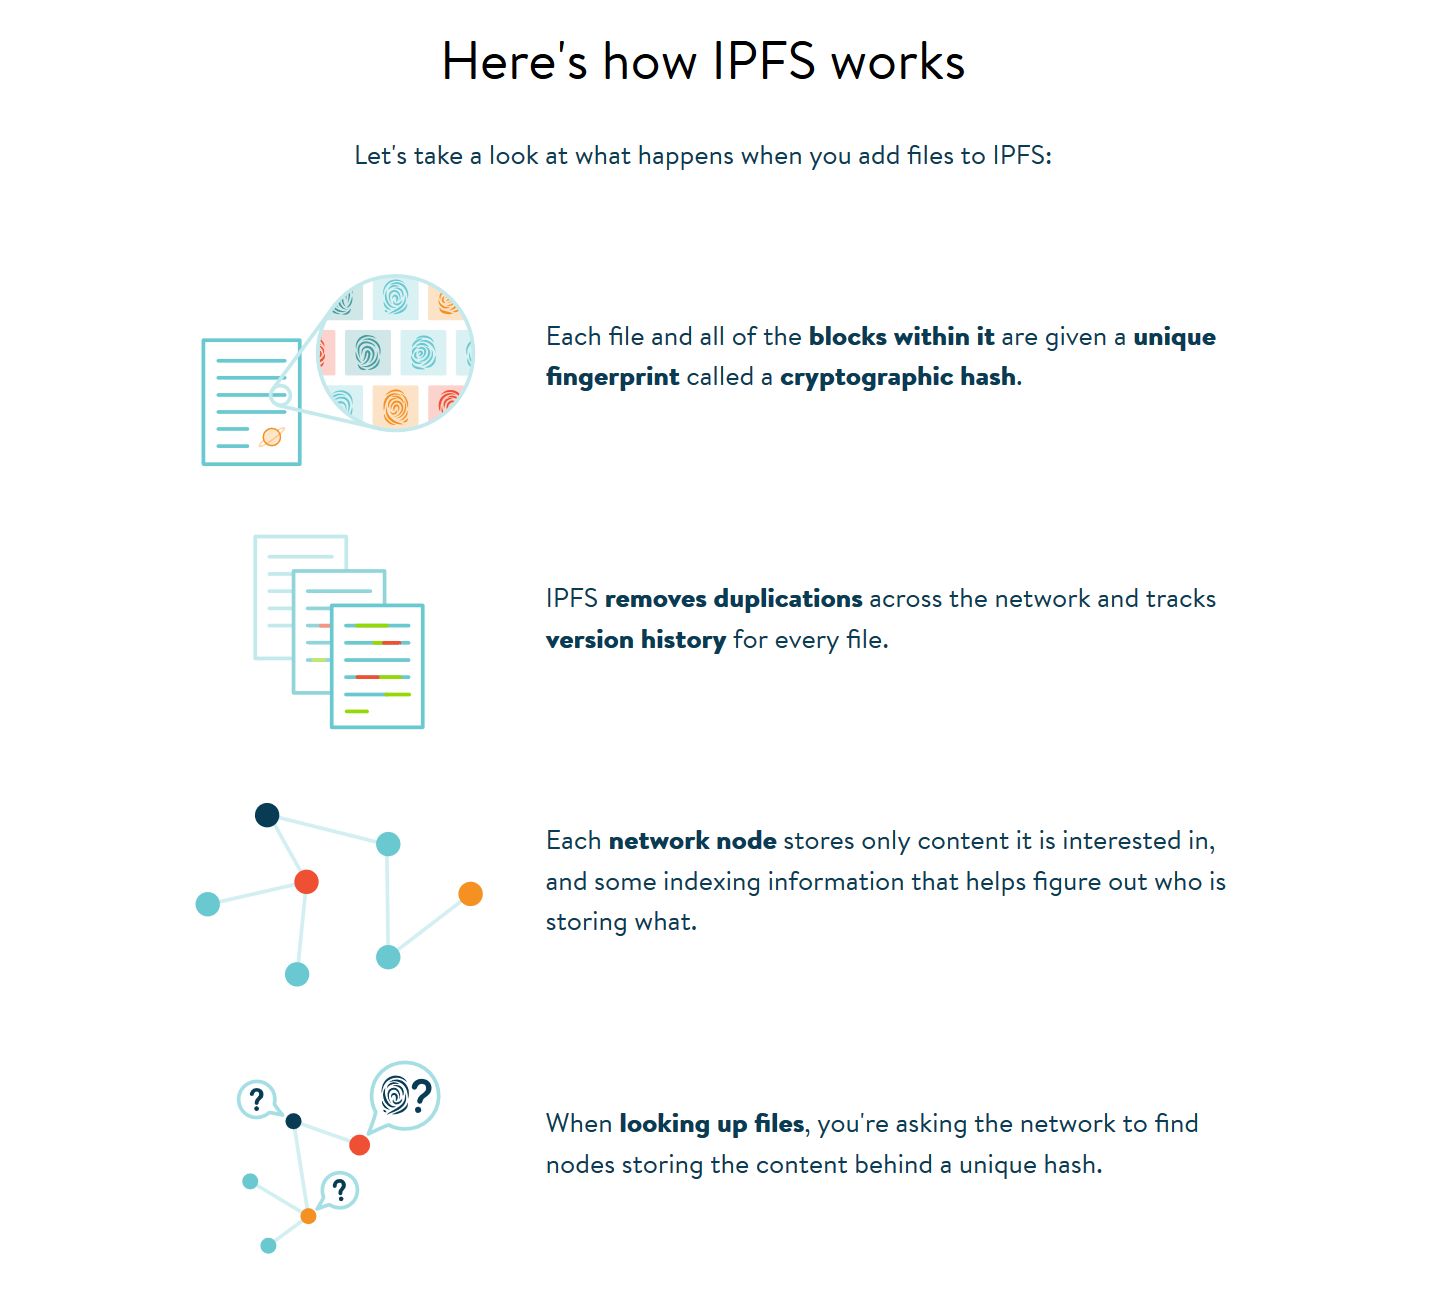 Here's how IPFS works
Let's take a look at what happens when you add files to IPFS:
Each file and all of the blocks within it are given a unique
fingerprint called a cryptographic hash.
IPFS removes duplications across the network and tracks
version history for every file.
Each network node stores only content it is interested in,
and some indexing information that helps figure out who is
storing what.
?
?
?
When looking up files, you're asking the network to find
nodes storing the content behind a unique hash.